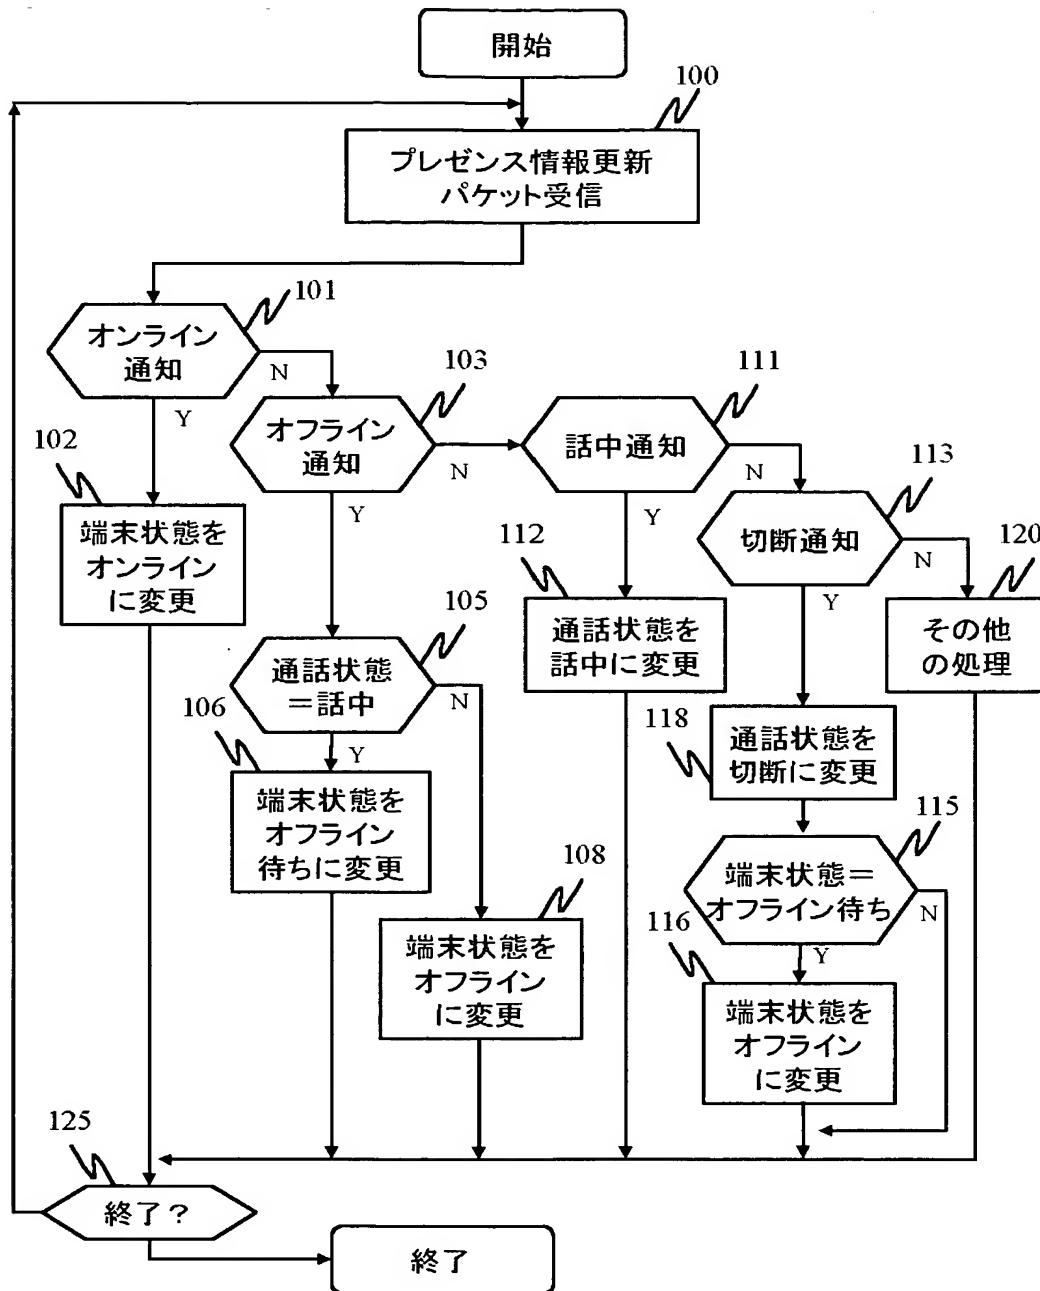 開始
100
プレゼンス情報更新
パケット受信
101
オンライン
通知
N
Y
103
オフライン
通知
N
Y
111
話中通知
N
Y
113
切断通知
N
Y
102
端末状態を
オンライン
に変更
112
通話状態を
話中に変更
120
その他
の処理
105
通話状態
＝話中
N
Y
106
端末状態を
オフライン
待ちに変更
118
通話状態を
切断に変更
115
端末状態＝
オフライン待ち
N
Y
108
端末状態を
オフライン
に変更
116
端末状態を
オフライン
に変更
125
終了？
終了